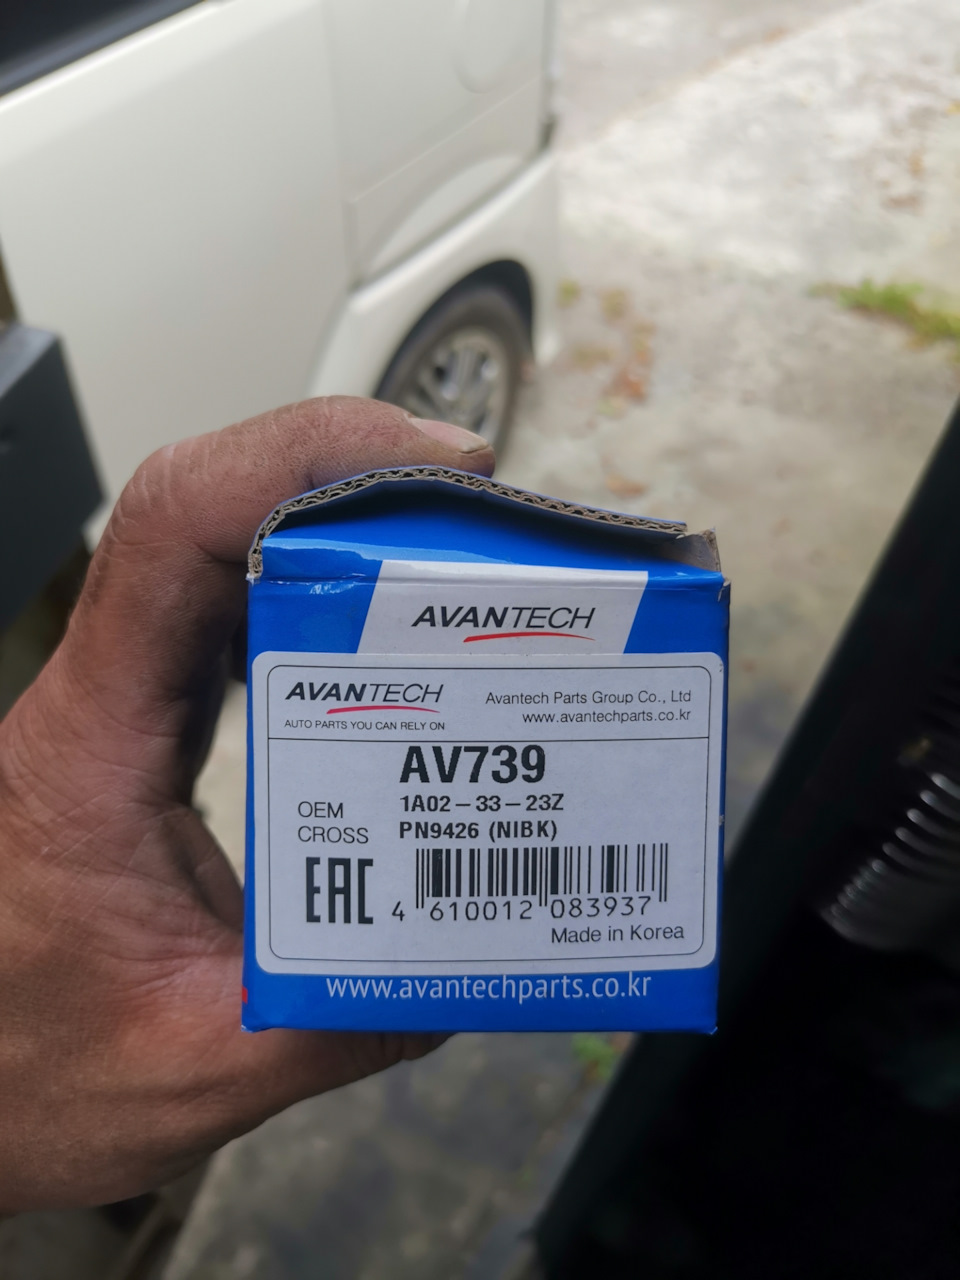 AVANTECH
AVANTECH
AUTO PARTS YOU CAN RELY ON
Avantech Parts Group Co., Ltd
www.avantechparts.co.kr
AV739
OEM 1A02-33-23Z
CROSS PN9426 (NIBK)
EAC
4 610012 083937
Made in Korea
www.avantechparts.co.kr